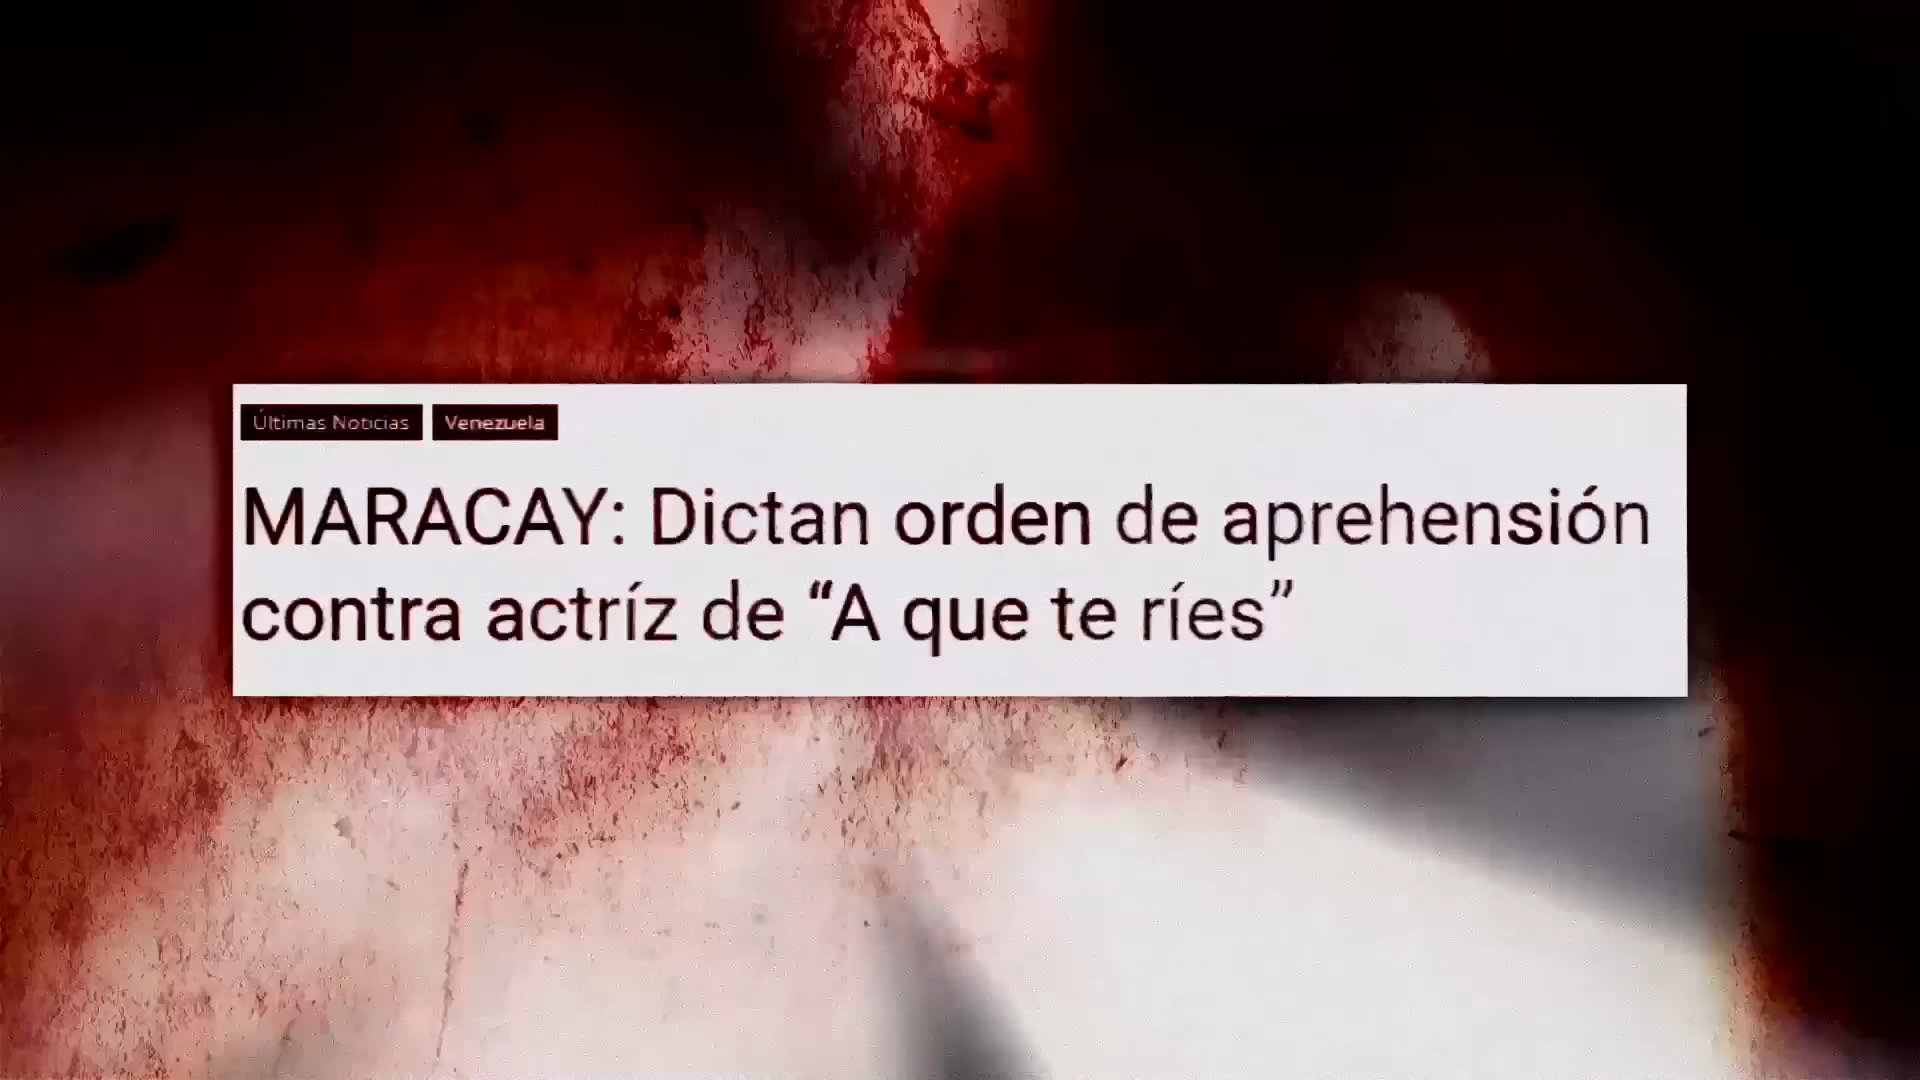 Últimas Noticias Venezuela
MARACAY: Dictan orden de aprehensión
contra actríz de “A que te ríes”